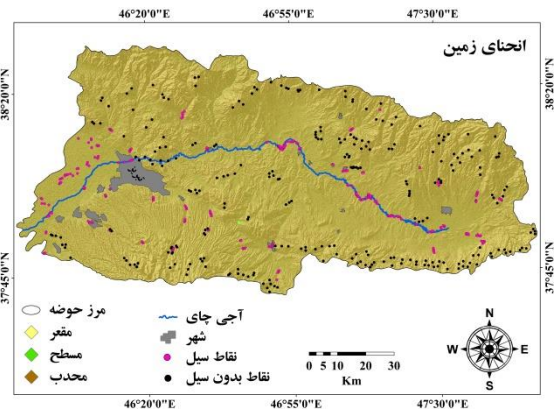 46°20'0"E 46°55'0"E 47°30'0"E
انحنای زمین
38°20'0"N 38°20'0"N
37°45'0"N 37°45'0"N
مرز حوضه
مقعر
مسطح
محدب
آجی چای
شهر
نقاط سیل
نقاط بدون سیل
0 5 10 20 30
Km
N
W E
S
46°20'0"E 46°55'0"E 47°30'0"E